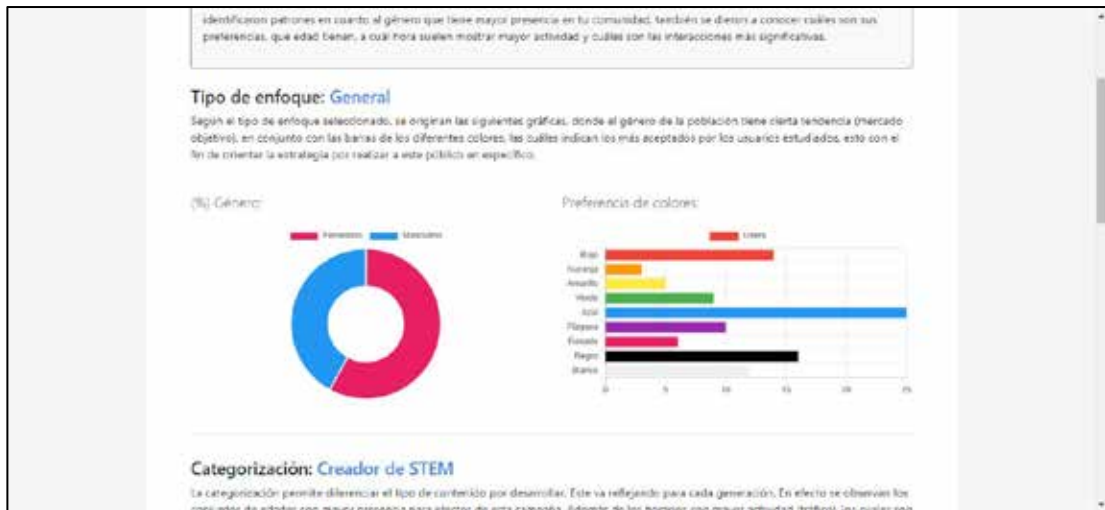 identificaron patrones en cuanto al género que tiene mayor presencia en tu comunidad, también se dieron a conocer cuáles son sus
preferencias, que edad tienen, a cuál hora suelen mostrar mayor actividad y cuáles son las interacciones más significativas.
Tipo de enfoque: General
Según el tipo de enfoque seleccionado, se originan las siguientes gráficas, donde el género de la población tiene cierta tendencia (mercado
objetivo), en conjunto con las barras de los diferentes colores, las cuáles indican los más aceptados por los usuarios estudiados, esto con el
fin de orientar la estrategia por realizar a este público en específico.
(%) Género:
Preferencia de colores:
Femenino Masculino
Rojo
Naranja
Amarillo
Verde
Azul
Púrpura
Rosado
Negro
Blanco
0 5 10 15 20 25
Categorización: Creador de STEM
La categorización permite diferenciar el tipo de contenido por desarrollar. Este va reflejando para cada generación. En efecto se observan los